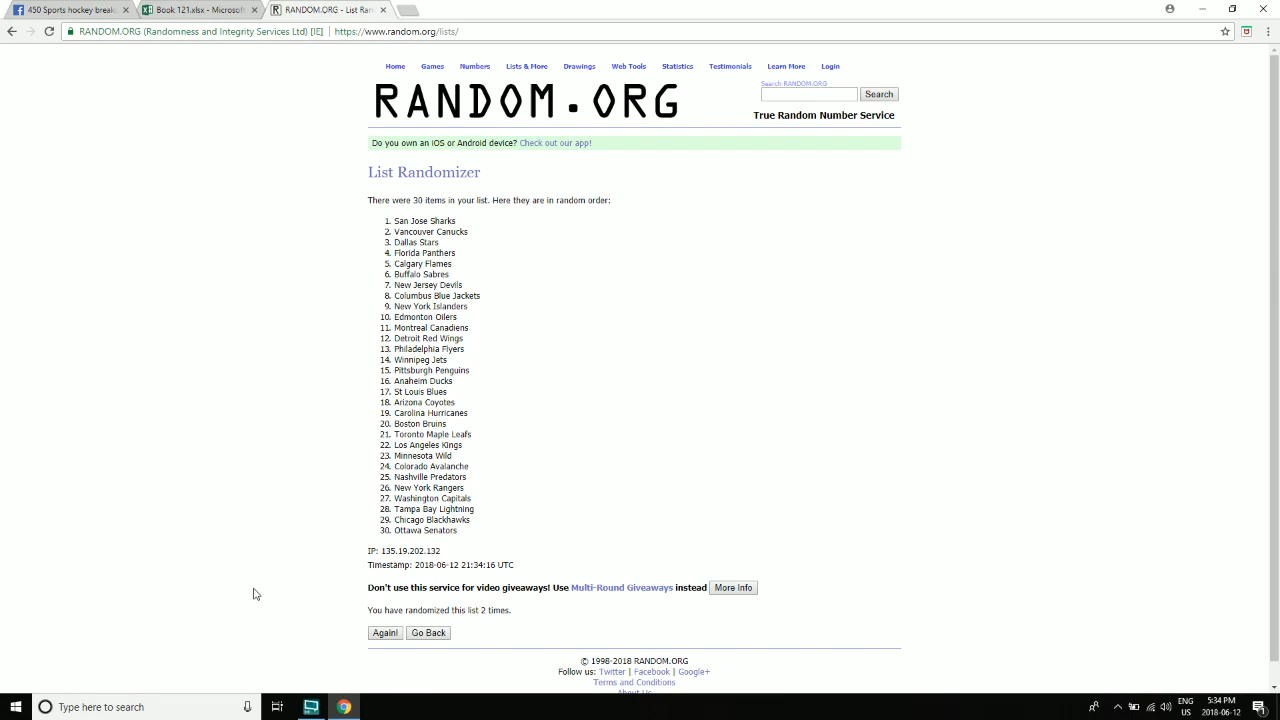 450 Sports hockey break
Book 121.xlsx - Microsoft
RANDOM.ORG - List Ran
RANDOM.ORG (Randomness and Integrity Services Ltd) [IE]
https://www.random.org/lists/
Home Games Numbers Lists & More Drawings Web Tools Statistics Testimonials Learn More Login
RANDOM.ORG
Search RANDOM.ORG
Search
True Random Number Service
Do you own an iOS or Android device? Check out our app!
List Randomizer
There were 30 items in your list. Here they are in random order:
1. San Jose Sharks
2. Vancouver Canucks
3. Dallas Stars
4. Florida Panthers
5. Calgary Flames
6. Buffalo Sabres
7. New Jersey Devils
8. Columbus Blue Jackets
9. New York Islanders
10. Edmonton Oilers
11. Montreal Canadiens
12. Detroit Red Wings
13. Philadelphia Flyers
14. Winnipeg Jets
15. Pittsburgh Penguins
16. Anaheim Ducks
17. St Louis Blues
18. Arizona Coyotes
19. Carolina Hurricanes
20. Boston Bruins
21. Toronto Maple Leafs
22. Los Angeles Kings
23. Minnesota Wild
24. Colorado Avalanche
25. Nashville Predators
26. New York Rangers
27. Washington Capitals
28. Tampa Bay Lightning
29. Chicago Blackhawks
30. Ottawa Senators
IP: 135.19.202.132
Timestamp: 2018-06-12 21:34:16 UTC
Don't use this service for video giveaways! Use Multi-Round Giveaways instead More Info
You have randomized this list 2 times.
Again! Go Back
© 1998-2018 RANDOM.ORG
Follow us: Twitter | Facebook | Google+
Terms and Conditions
About Us
Type here to search
ENG
US
5:34 PM
2018-06-12